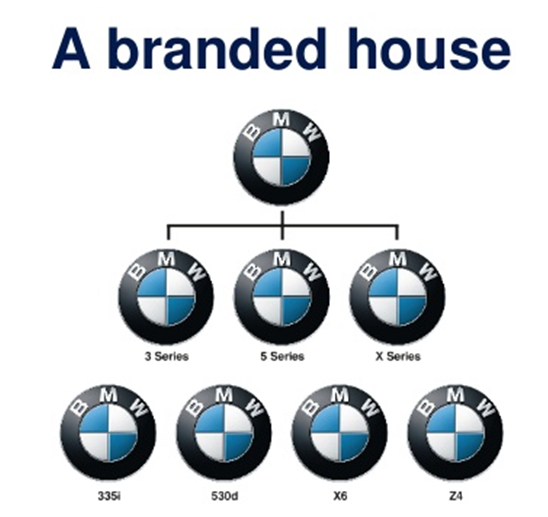 A branded house
BMW
BMW
BMW
BMW
3 Series
5 Series
X Series
BMW
BMW
BMW
BMW
335i
530d
X6
Z4